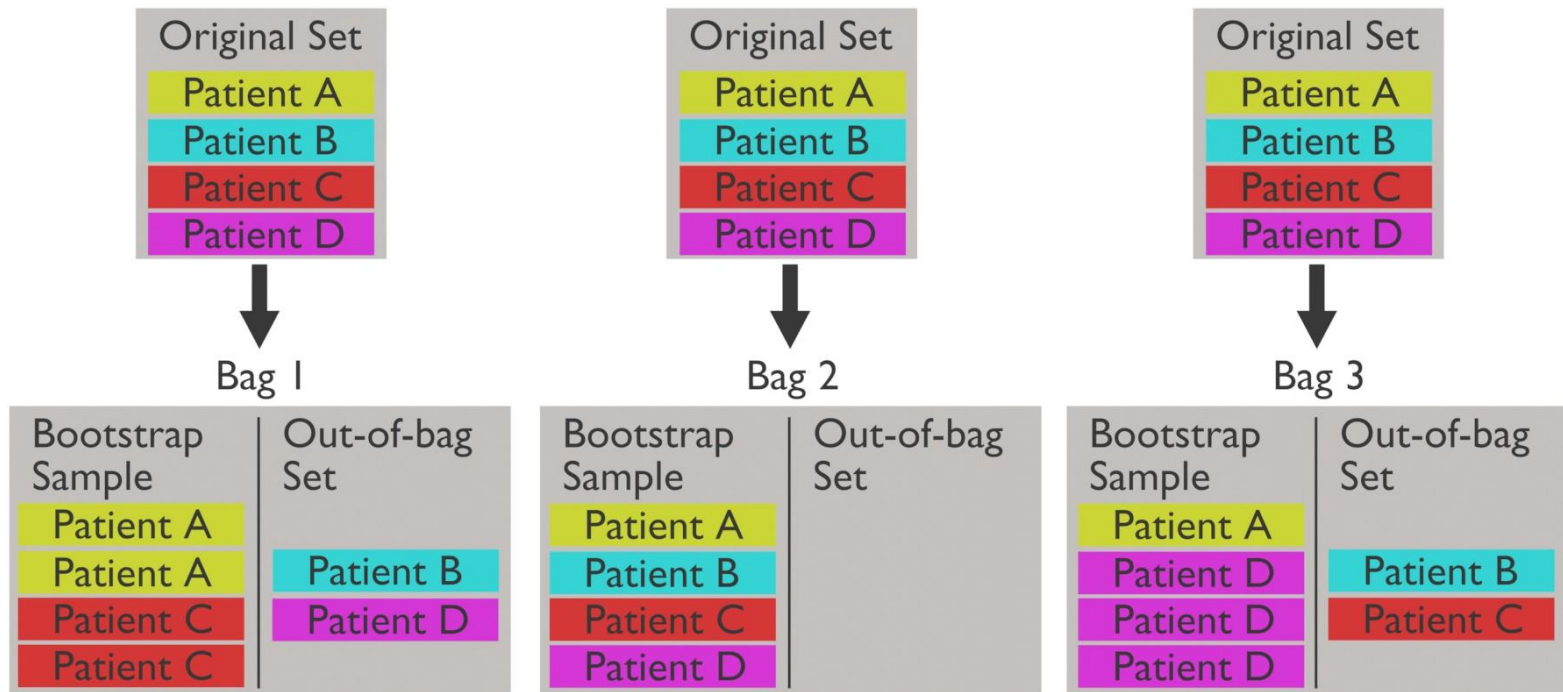 Original Set
Patient A
Patient B
Patient C
Patient D
Original Set
Patient A
Patient B
Patient C
Patient D
Original Set
Patient A
Patient B
Patient C
Patient D
Bag 1
Bootstrap
Sample
Patient A
Patient A
Patient C
Patient C
Out-of-bag
Set
Patient B
Patient D
Bag 2
Bootstrap
Sample
Patient A
Patient B
Patient C
Patient D
Out-of-bag
Set
Bag 3
Bootstrap
Sample
Patient A
Patient D
Patient D
Patient D
Out-of-bag
Set
Patient B
Patient C